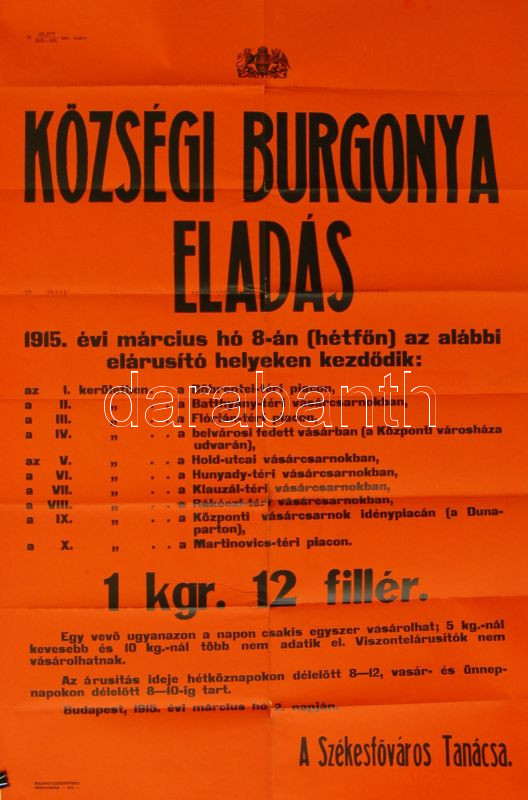 KÖZSÉGI BURGONYA
ELADÁS
1915. évi március hó 8-án (hétfőn) az alábbi
elárusító helyeken kezdődik:
az I. kerületben . . a Döbrentei-téri piacon,
a II. „ . . a Batthyány-téri vásárcsarnokban,
a III. „ . . a Flórián-téri piacon,
a IV. „ . . a belvárosi fedett vásárban (a Központi városháza
udvarán),
az V. „ . . a Hold-utcai vásárcsarnokban,
a VI. „ . . a Hunyady-téri vásárcsarnokban,
a VII. „ . . a Klauzál-téri vásárcsarnokban,
a VIII. „ . . a Rákóczi-téri vásárcsarnokban,
a IX. „ . . a Központi vásárcsarnok idénypiacán (a Duna-
parton),
a X. „ . . a Martinovics-téri piacon.
darabanth
1 kgr. 12 fillér.
Egy vevő ugyanazon a napon csakis egyszer vásárolhat; 5 kg.-nál
kevesebb és 10 kg.-nál több nem adatik el. Viszontelárusítók nem
vásárolhatnak.
Az árusítás ideje hétköznapokon délelőtt 8—12, vasár- és ünnep-
napokon délelőtt 8—10-ig tart.
Budapest, 1915. évi március hó 2. napján.
A Székesfőváros Tanácsa.